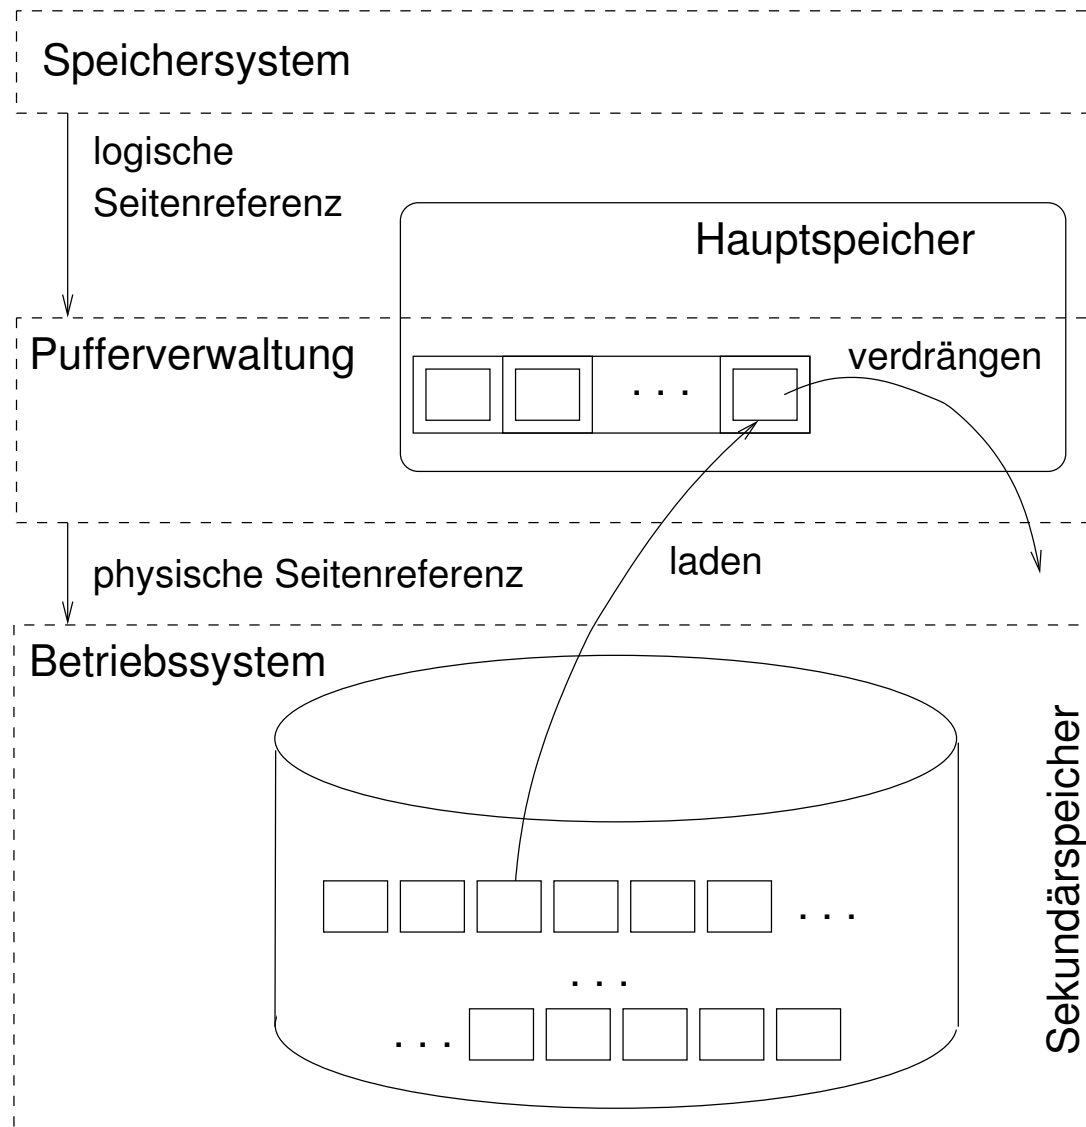 Speichersystem
logische
Seitenreferenz
Hauptspeicher
Pufferverwaltung
verdrängen
. . .
laden
physische Seitenreferenz
Betriebssystem
Sekundärspeicher
. . .
. . .
. . .